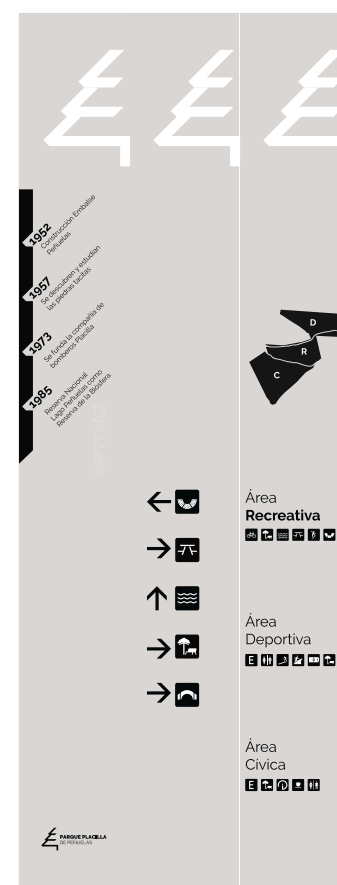 1952
Construcción Embalse
Peñuelas
1957
Se descubren y estudian
las piedras tacitas
1973
Se funda la compañía de
bomberos Placilla
1985
Reserva Nacional
Lago Peñuelas como
Reserva de la Biosfera.
PARQUE PLACILLA
DE PEÑUELAS
D
R
C
Área
Recreativa
Área
Deportiva
E
Área
Cívica
E